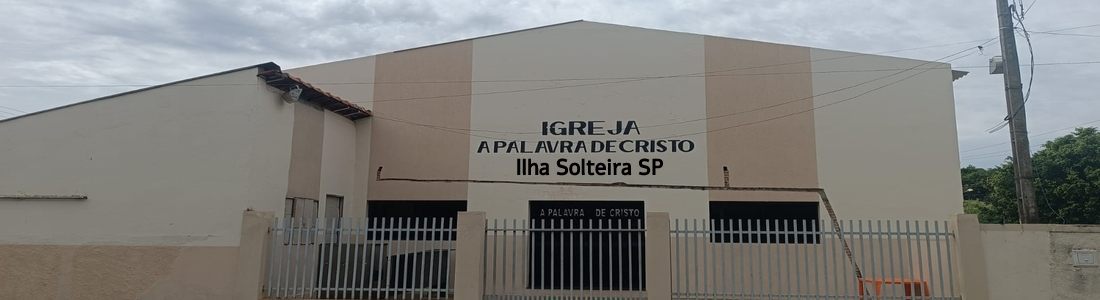 IGREJA
A PALAVRA DE CRISTO
Ilha Solteira SP
A PALAVRA DE CRISTO